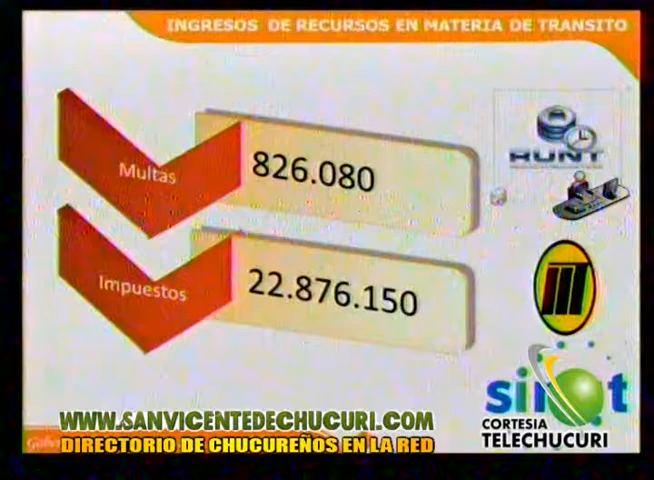 INGRESOS DE RECURSOS EN MATERIA DE TRANSITO
Multas
826.080
RUNT
Impuestos
22.876.150
WWW.SANVICENTEDECHUCURI.COM
CORTESIA
DIRECTORIO DE CHUCUREÑOS EN LA RED
TELECHUCURI